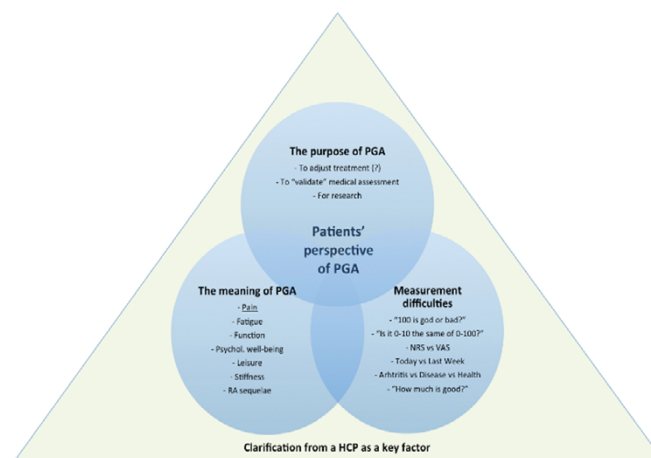 The purpose of PGA
- To adjust treatment (?)
- To "validate" medical assessment
- For research
Patients'
perspective
of PGA
The meaning of PGA
- Pain
- Fatigue
- Function
- Psychol. well-being
- Leisure
- Stiffness
- RA sequelae
Measurement
difficulties
- "100 is god or bad?"
- "Is it 0-10 the same of 0-100?"
- NRS vs VAS
- Today vs Last Week
- Arhtritis vs Disease vs Health
- "How much is good?"
Clarification from a HCP as a key factor